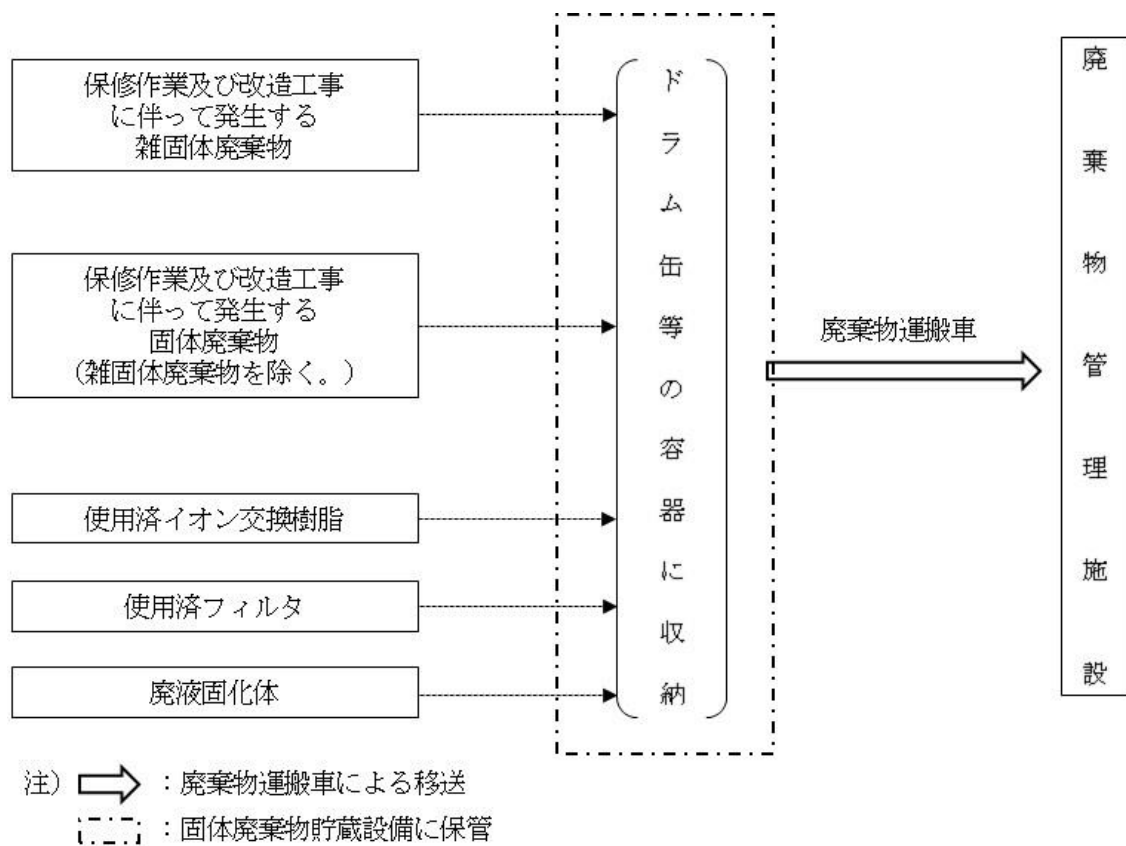 保修作業及び改造工事
に伴って発生する
雑固体廃棄物
保修作業及び改造工事
に伴って発生する
固体廃棄物
(雑固体廃棄物を除く。)
使用済イオン交換樹脂
使用済フィルタ
廃液固化体
ドラム缶等の容器に収納
廃棄物運搬車
廃棄物管理施設
注) :廃棄物運搬車による移送
:固体廃棄物貯蔵設備に保管